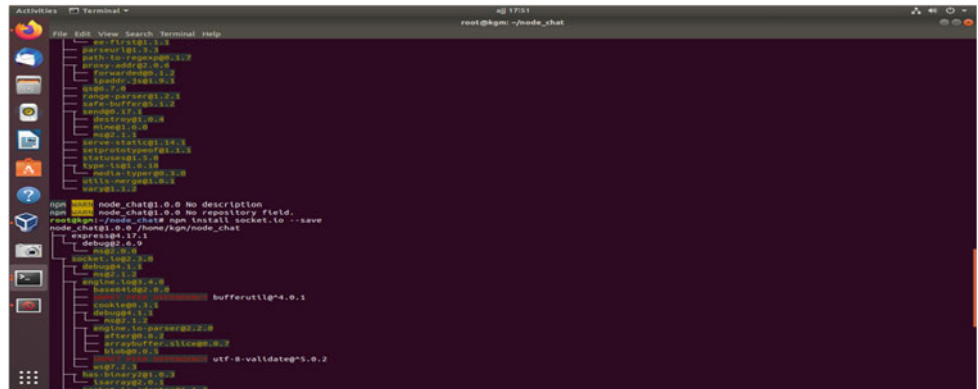 Activities Terminal
17:51
root@kgm: ~/node_chat
File Edit View Search Terminal Help
ee-first@1.1.1
parseurl@1.3.3
path-to-regexp@0.1.7
proxy-addr@2.0.6
forwarded@0.1.2
ipaddr.js@1.9.1
qs@6.7.0
range-parser@1.2.1
safe-buffer@5.1.2
send@0.17.1
destroy@1.0.4
mime@1.6.0
ms@2.1.1
serve-static@1.14.1
setprototypeof@1.1.1
statuses@1.5.0
type-is@1.6.18
media-typer@0.3.0
utils-merge@1.0.1
vary@1.1.2
npm WARN node_chat@1.0.0 No description
npm WARN node_chat@1.0.0 No repository field.
root@kgm:~/node_chat# npm install socket.io --save
node_chat@1.0.0 /home/kgm/node_chat
express@4.17.1
debug@2.6.9
ms@2.0.0
socket.io@2.3.0
debug@4.1.1
ms@2.1.2
engine.io@3.4.0
base64id@2.0.0
UNMET PEER DEPENDENCY bufferutil@^4.0.1
cookie@0.3.1
debug@4.1.1
ms@2.1.2
engine.io-parser@2.2.0
after@0.8.2
arraybuffer.slice@0.0.7
blob@0.0.5
UNMET PEER DEPENDENCY utf-8-validate@^5.0.2
ws@7.2.3
has-binary2@1.0.3
isarray@2.0.1